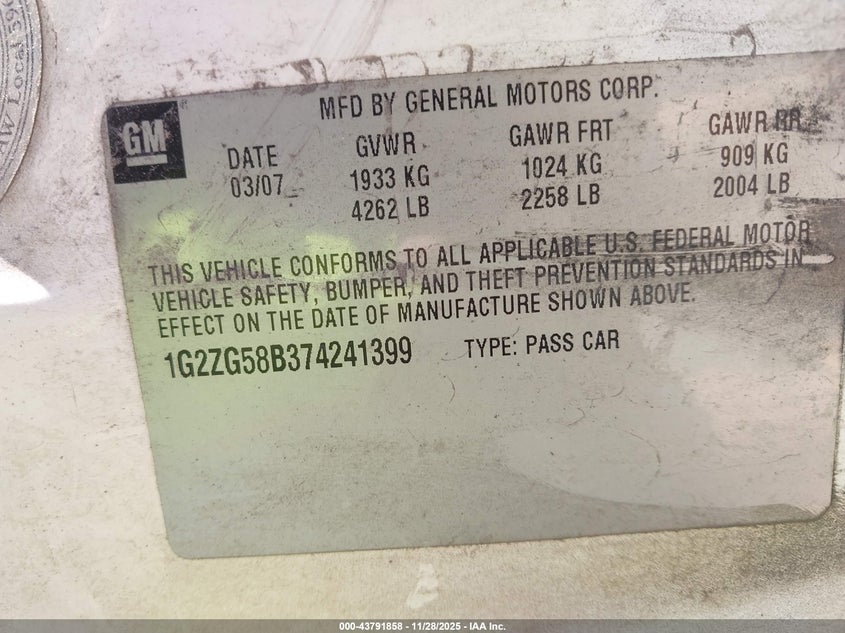 AW Local 59
GM
MFD BY GENERAL MOTORS CORP.
DATE GVWR GAWR FRT GAWR RR
03/07 1933 KG 1024 KG 909 KG
4262 LB 2258 LB 2004 LB
THIS VEHICLE CONFORMS TO ALL APPLICABLE U.S. FEDERAL MOTOR
VEHICLE SAFETY, BUMPER, AND THEFT PREVENTION STANDARDS IN
EFFECT ON THE DATE OF MANUFACTURE SHOWN ABOVE.
1G2ZG58B374241399 TYPE: PASS CAR
000-43791858 - 11/28/2025 - IAA Inc.